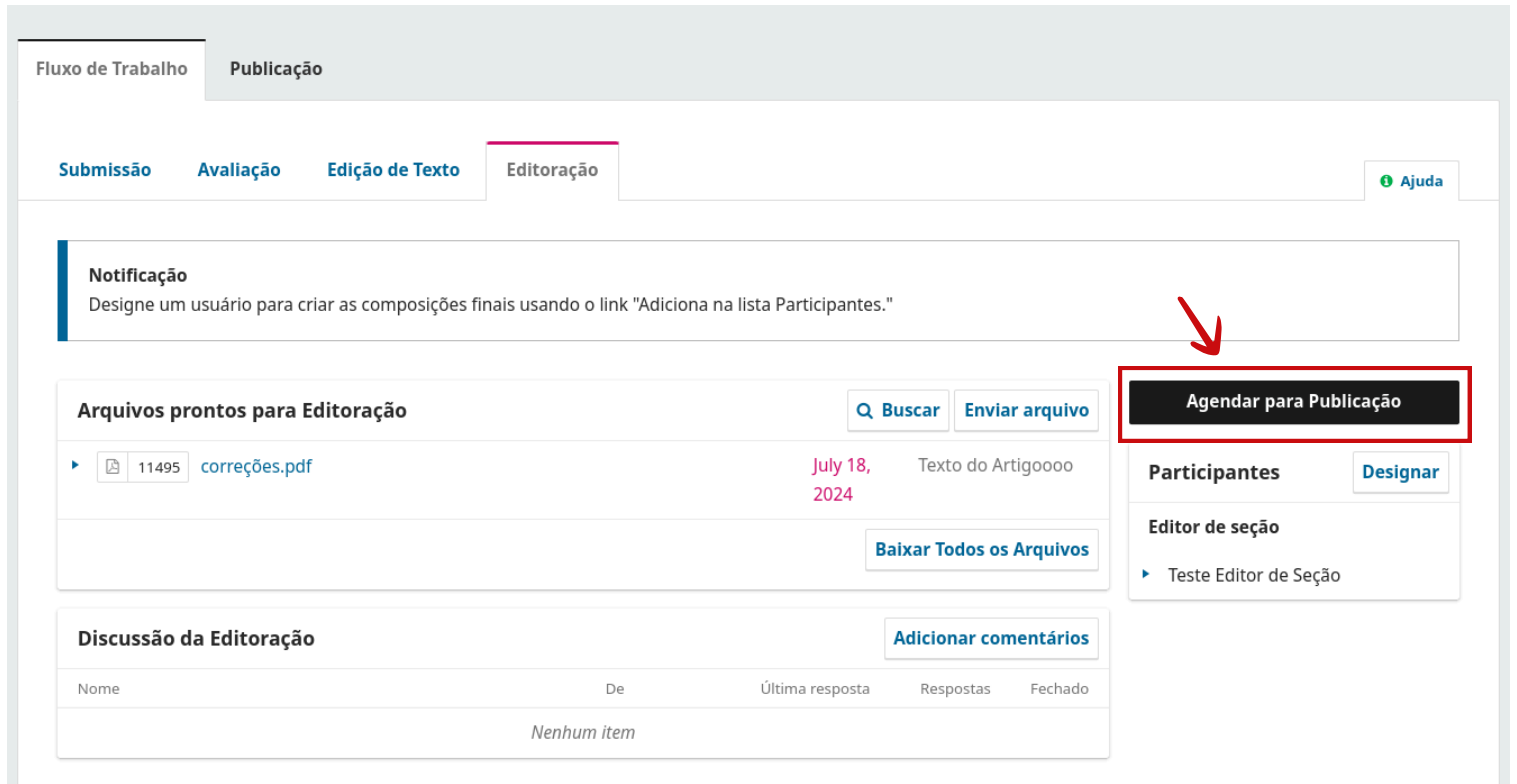 Fluxo de Trabalho
Publicação
Submissão
Avaliação
Edição de Texto
Editoração
Ajuda
Notificação
Designe um usuário para criar as composições finais usando o link "Adiciona na lista Participantes."
Arquivos prontos para Editoração
Buscar
Enviar arquivo
11495
correções.pdf
July 18,
2024
Texto do Artigoooo
Baixar Todos os Arquivos
Agendar para Publicação
Participantes
Designar
Editor de seção
Teste Editor de Seção
Discussão da Editoração
Adicionar comentários
Nome
De
Última resposta
Respostas
Fechado
Nenhum item